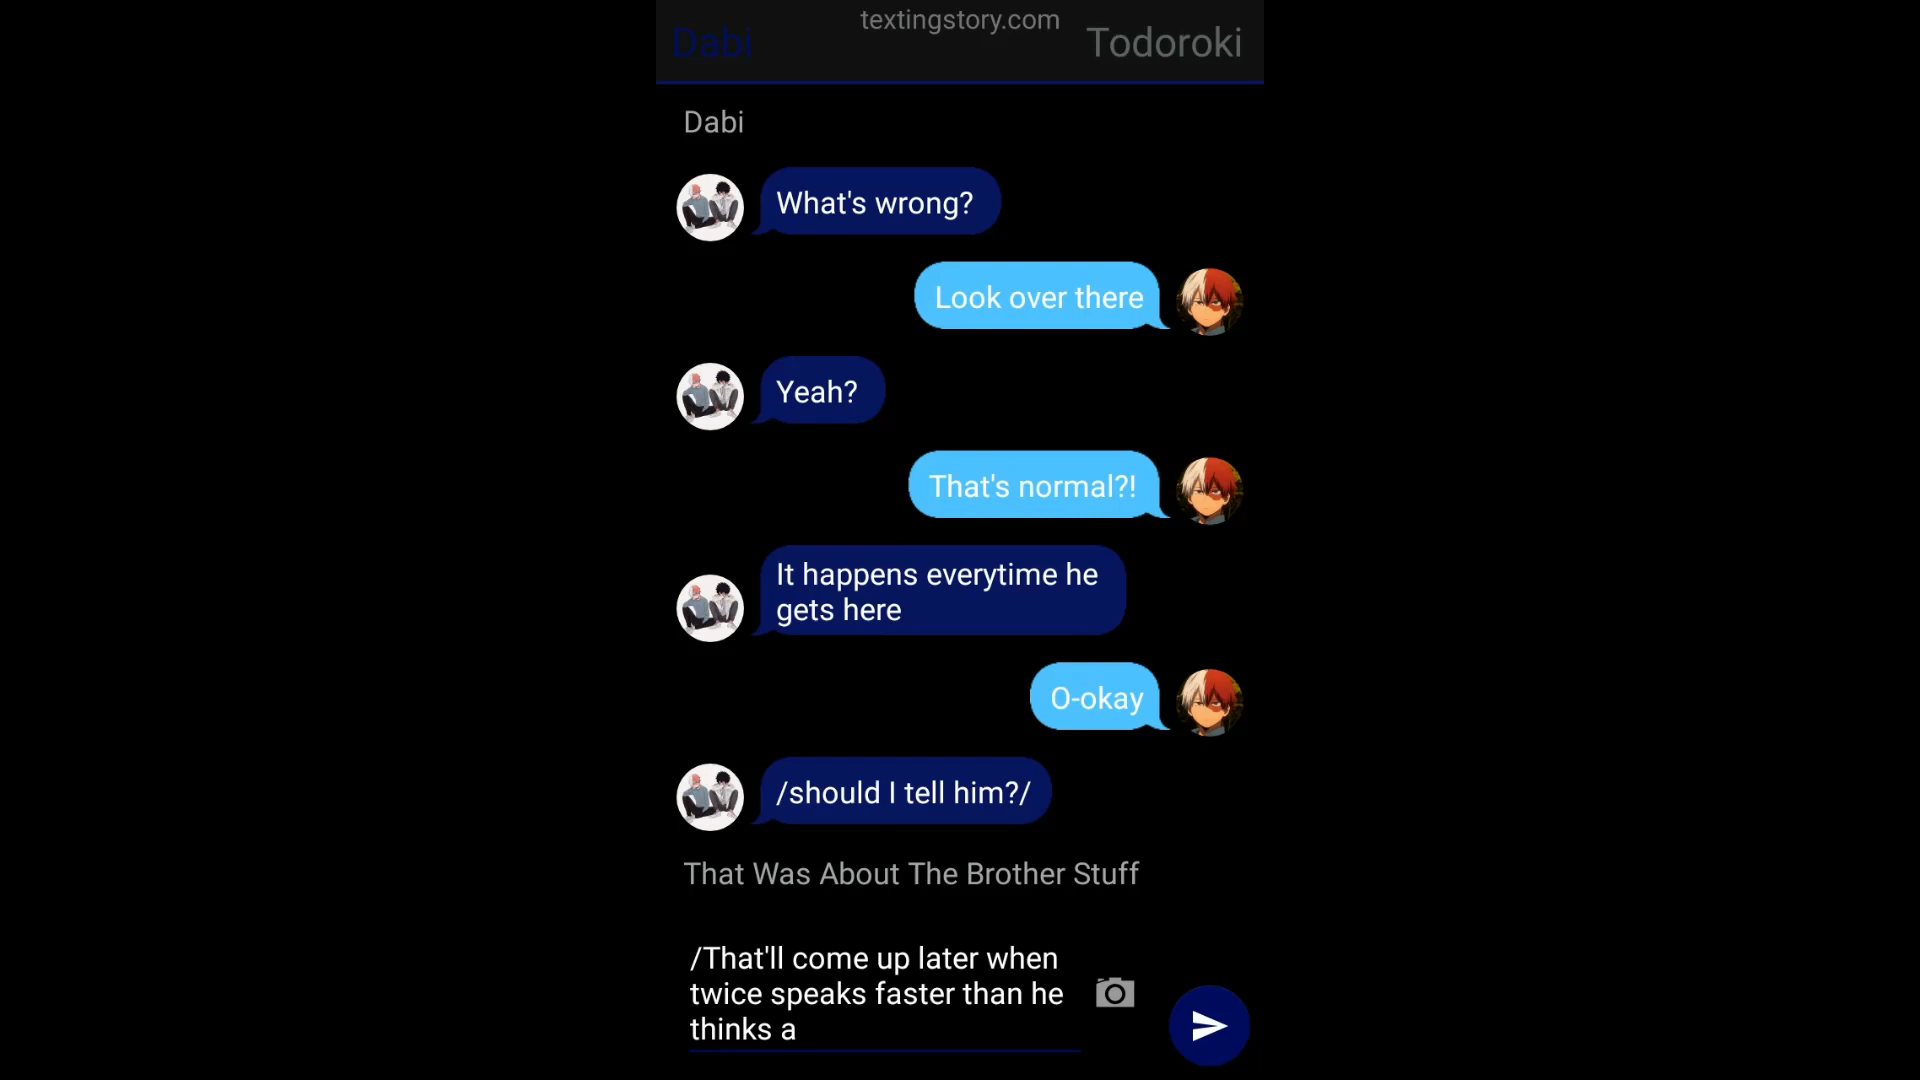 textingstory.com
Dabi
Todoroki
Dabi
What's wrong?
Look over there
Yeah?
That's normal?!
It happens everytime he
gets here
O-okay
/should I tell him?/
That Was About The Brother Stuff
/That'll come up later when
twice speaks faster than he
thinks a